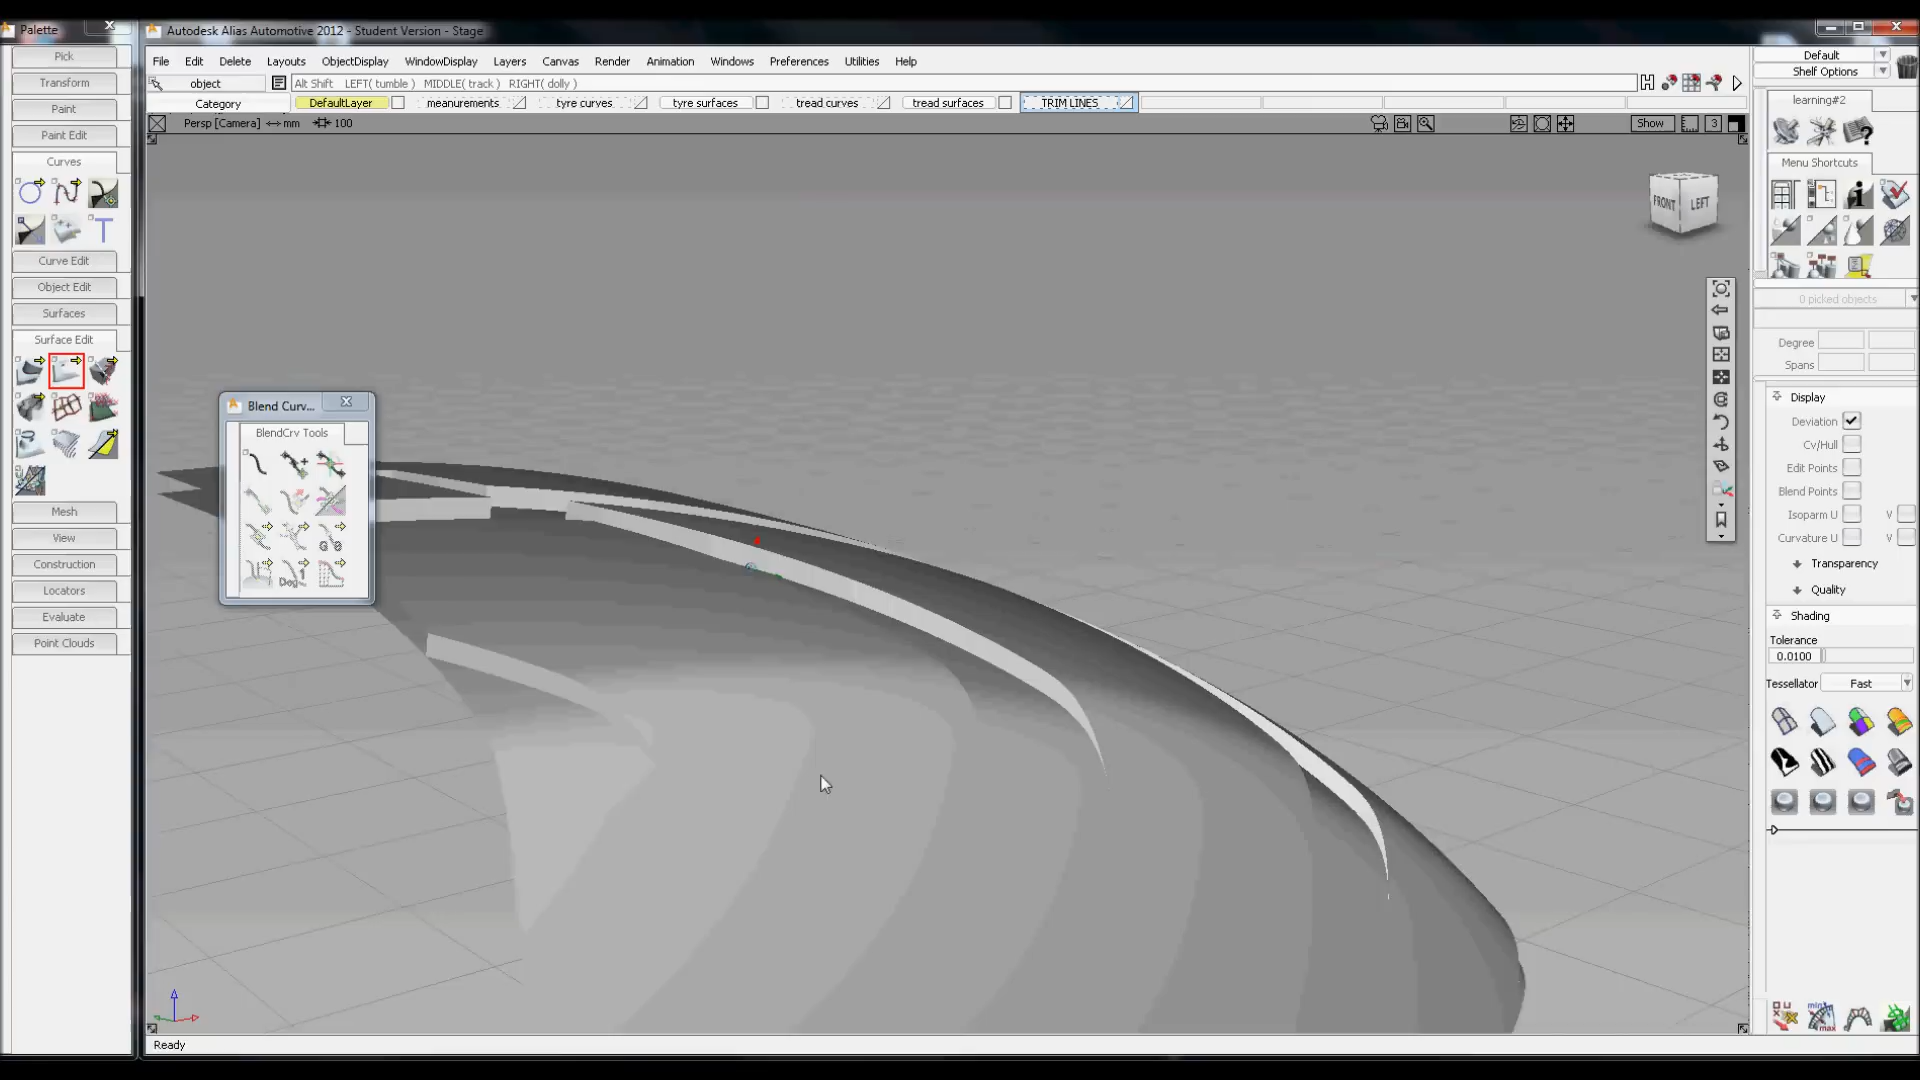 Palette
Autodesk Alias Automotive 2012 - Student Version - Stage
Pick
Transform
Paint
Paint Edit
Curves
Curve Edit
Object Edit
Surfaces
Surface Edit
Mesh
View
Construction
Locators
Evaluate
Point Clouds
File Edit Delete Layouts ObjectDisplay WindowDisplay Layers Canvas Render Animation Windows Preferences Utilities Help
object Alt Shift LEFT( tumble ) MIDDLE( track ) RIGHT( dolly )
Category DefaultLayer meanurements tyre curves tyre surfaces tread curves tread surfaces TRIM LINES
Persp [Camera] mm 100 Show 3
FRONT LEFT
Blend Curv...
BlendCrv Tools
Ready
Default
Shelf Options
learning#2
Menu Shortcuts
0 picked objects
Degree
Spans
Display
Deviation
Cv/Hull
Edit Points
Blend Points
Isoparm U V
Curvature U V
Transparency
Quality
Shading
Tolerance
0.0100
Tessellator Fast